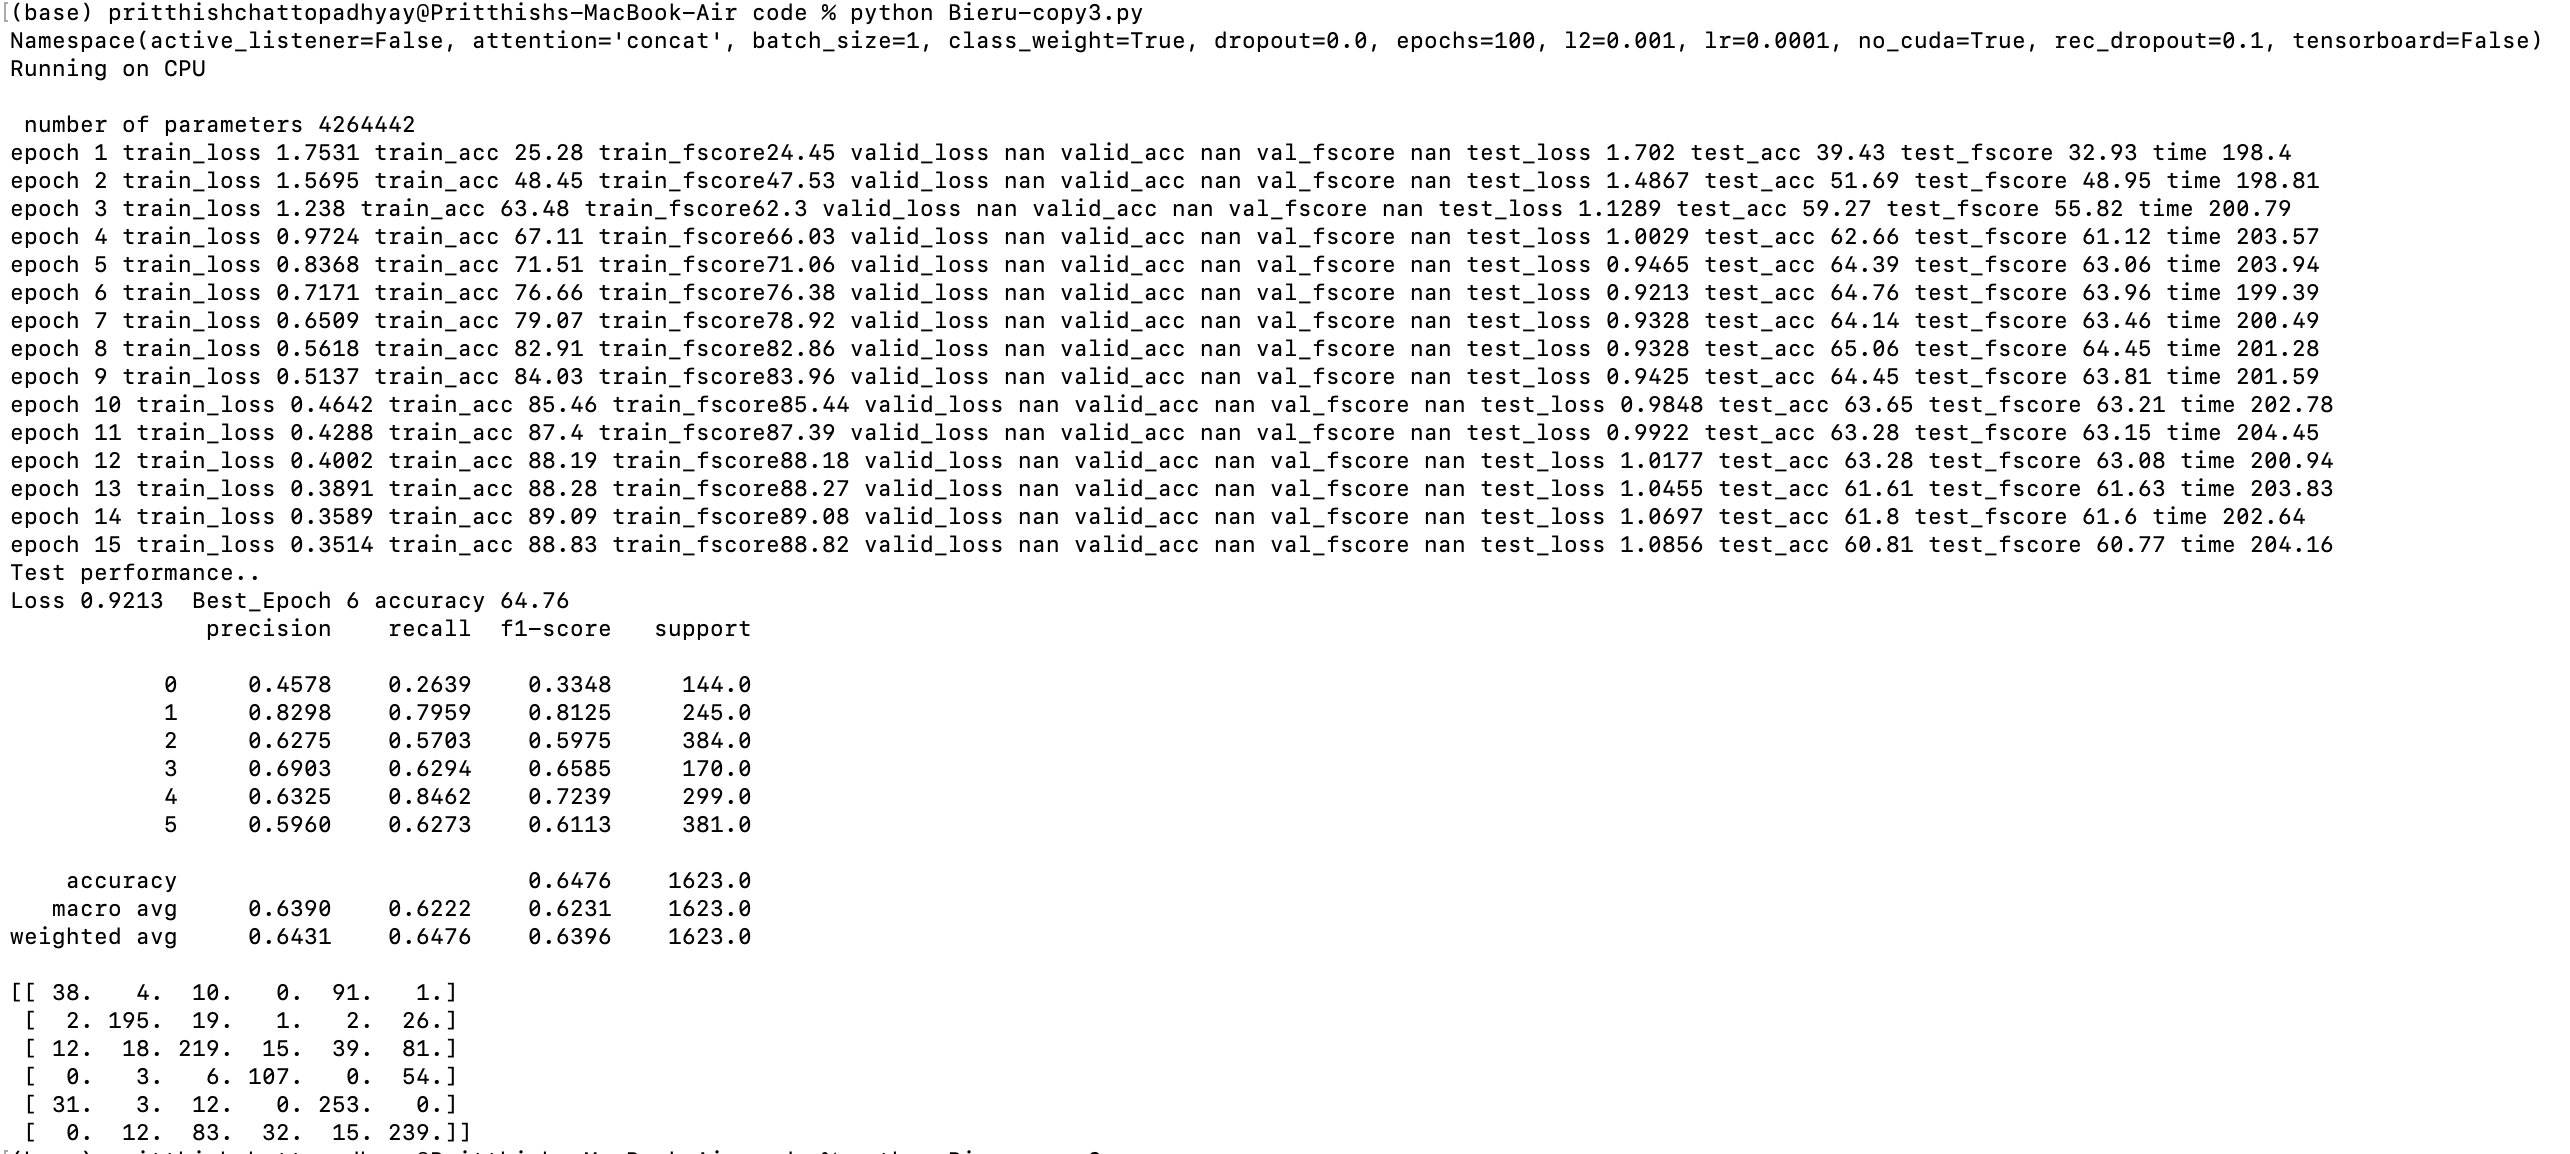 (base) pritthishchattopadhyay@Pritthishs-MacBook-Air code % python Bieru-copy3.py
Namespace(active_listener=False, attention='concat', batch_size=1, class_weight=True, dropout=0.0, epochs=100, l2=0.001, lr=0.0001, no_cuda=True, rec_dropout=0.1, tensorboard=False)
Running on CPU
number of parameters 4264442
epoch 1 train_loss 1.7531 train_acc 25.28 train_fscore24.45 valid_loss nan valid_acc nan val_fscore nan test_loss 1.702 test_acc 39.43 test_fscore 32.93 time 198.4
epoch 2 train_loss 1.5695 train_acc 48.45 train_fscore47.53 valid_loss nan valid_acc nan val_fscore nan test_loss 1.4867 test_acc 51.69 test_fscore 48.95 time 198.81
epoch 3 train_loss 1.238 train_acc 63.48 train_fscore62.3 valid_loss nan valid_acc nan val_fscore nan test_loss 1.1289 test_acc 59.27 test_fscore 55.82 time 200.79
epoch 4 train_loss 0.9724 train_acc 67.11 train_fscore66.03 valid_loss nan valid_acc nan val_fscore nan test_loss 1.0029 test_acc 62.66 test_fscore 61.12 time 203.57
epoch 5 train_loss 0.8368 train_acc 71.51 train_fscore71.06 valid_loss nan valid_acc nan val_fscore nan test_loss 0.9465 test_acc 64.39 test_fscore 63.06 time 203.94
epoch 6 train_loss 0.7171 train_acc 76.66 train_fscore76.38 valid_loss nan valid_acc nan val_fscore nan test_loss 0.9213 test_acc 64.76 test_fscore 63.96 time 199.39
epoch 7 train_loss 0.6509 train_acc 79.07 train_fscore78.92 valid_loss nan valid_acc nan val_fscore nan test_loss 0.9328 test_acc 64.14 test_fscore 63.46 time 200.49
epoch 8 train_loss 0.5618 train_acc 82.91 train_fscore82.86 valid_loss nan valid_acc nan val_fscore nan test_loss 0.9328 test_acc 65.06 test_fscore 64.45 time 201.28
epoch 9 train_loss 0.5137 train_acc 84.03 train_fscore83.96 valid_loss nan valid_acc nan val_fscore nan test_loss 0.9425 test_acc 64.45 test_fscore 63.81 time 201.59
epoch 10 train_loss 0.4642 train_acc 85.46 train_fscore85.44 valid_loss nan valid_acc nan val_fscore nan test_loss 0.9848 test_acc 63.65 test_fscore 63.21 time 202.78
epoch 11 train_loss 0.4288 train_acc 87.4 train_fscore87.39 valid_loss nan valid_acc nan val_fscore nan test_loss 0.9922 test_acc 63.28 test_fscore 63.15 time 204.45
epoch 12 train_loss 0.4002 train_acc 88.19 train_fscore88.18 valid_loss nan valid_acc nan val_fscore nan test_loss 1.0177 test_acc 63.28 test_fscore 63.08 time 200.94
epoch 13 train_loss 0.3891 train_acc 88.28 train_fscore88.27 valid_loss nan valid_acc nan val_fscore nan test_loss 1.0455 test_acc 61.61 test_fscore 61.63 time 203.83
epoch 14 train_loss 0.3589 train_acc 89.09 train_fscore89.08 valid_loss nan valid_acc nan val_fscore nan test_loss 1.0697 test_acc 61.8 test_fscore 61.6 time 202.64
epoch 15 train_loss 0.3514 train_acc 88.83 train_fscore88.82 valid_loss nan valid_acc nan val_fscore nan test_loss 1.0856 test_acc 60.81 test_fscore 60.77 time 204.16
Test performance..
Loss 0.9213  Best_Epoch 6 accuracy 64.76
precision recall f1-score support
0 0.4578 0.2639 0.3348 144.0
1 0.8298 0.7959 0.8125 245.0
2 0.6275 0.5703 0.5975 384.0
3 0.6903 0.6294 0.6585 170.0
4 0.6325 0.8462 0.7239 299.0
5 0.5960 0.6273 0.6113 381.0
accuracy 0.6476 1623.0
macro avg 0.6390 0.6222 0.6231 1623.0
weighted avg 0.6431 0.6476 0.6396 1623.0
[[ 38. 4. 10. 0. 91. 1.]
[ 2. 195. 19. 1. 2. 26.]
[ 12. 18. 219. 15. 39. 81.]
[ 0. 3. 6. 107. 0. 54.]
[ 31. 3. 12. 0. 253. 0.]
[ 0. 12. 83. 32. 15. 239.]]